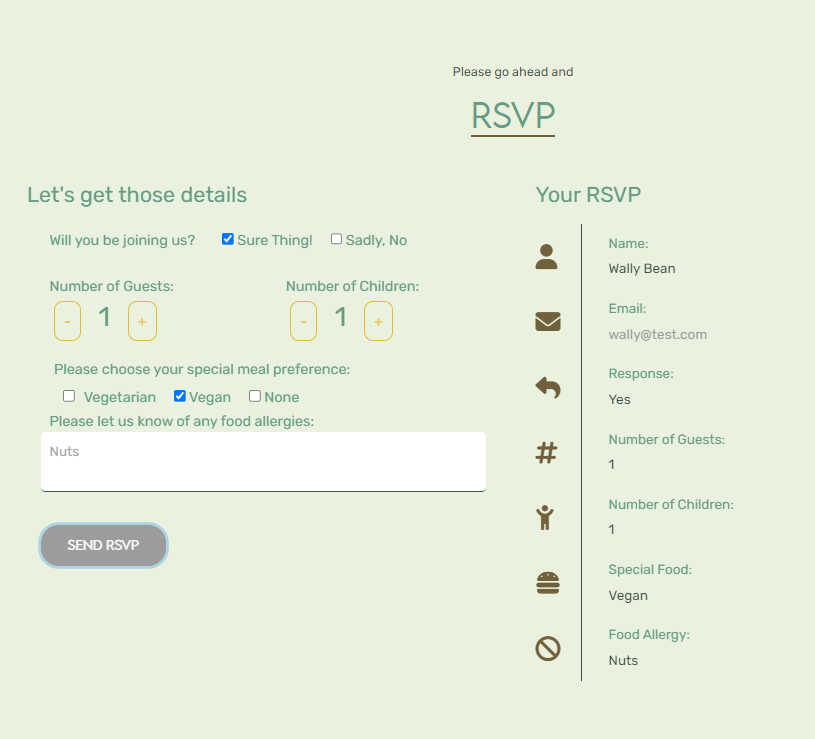 Please go ahead and
RSVP
Let's get those details
Will you be joining us? Sure Thing! Sadly, No
Number of Guests: Number of Children:
- 1 + - 1 +
Please choose your special meal preference:
Vegetarian Vegan None
Please let us know of any food allergies:
Nuts
SEND RSVP
Your RSVP
Name:
Wally Bean
Email:
wally@test.com
Response:
Yes
Number of Guests:
1
Number of Children:
1
Special Food:
Vegan
Food Allergy:
Nuts